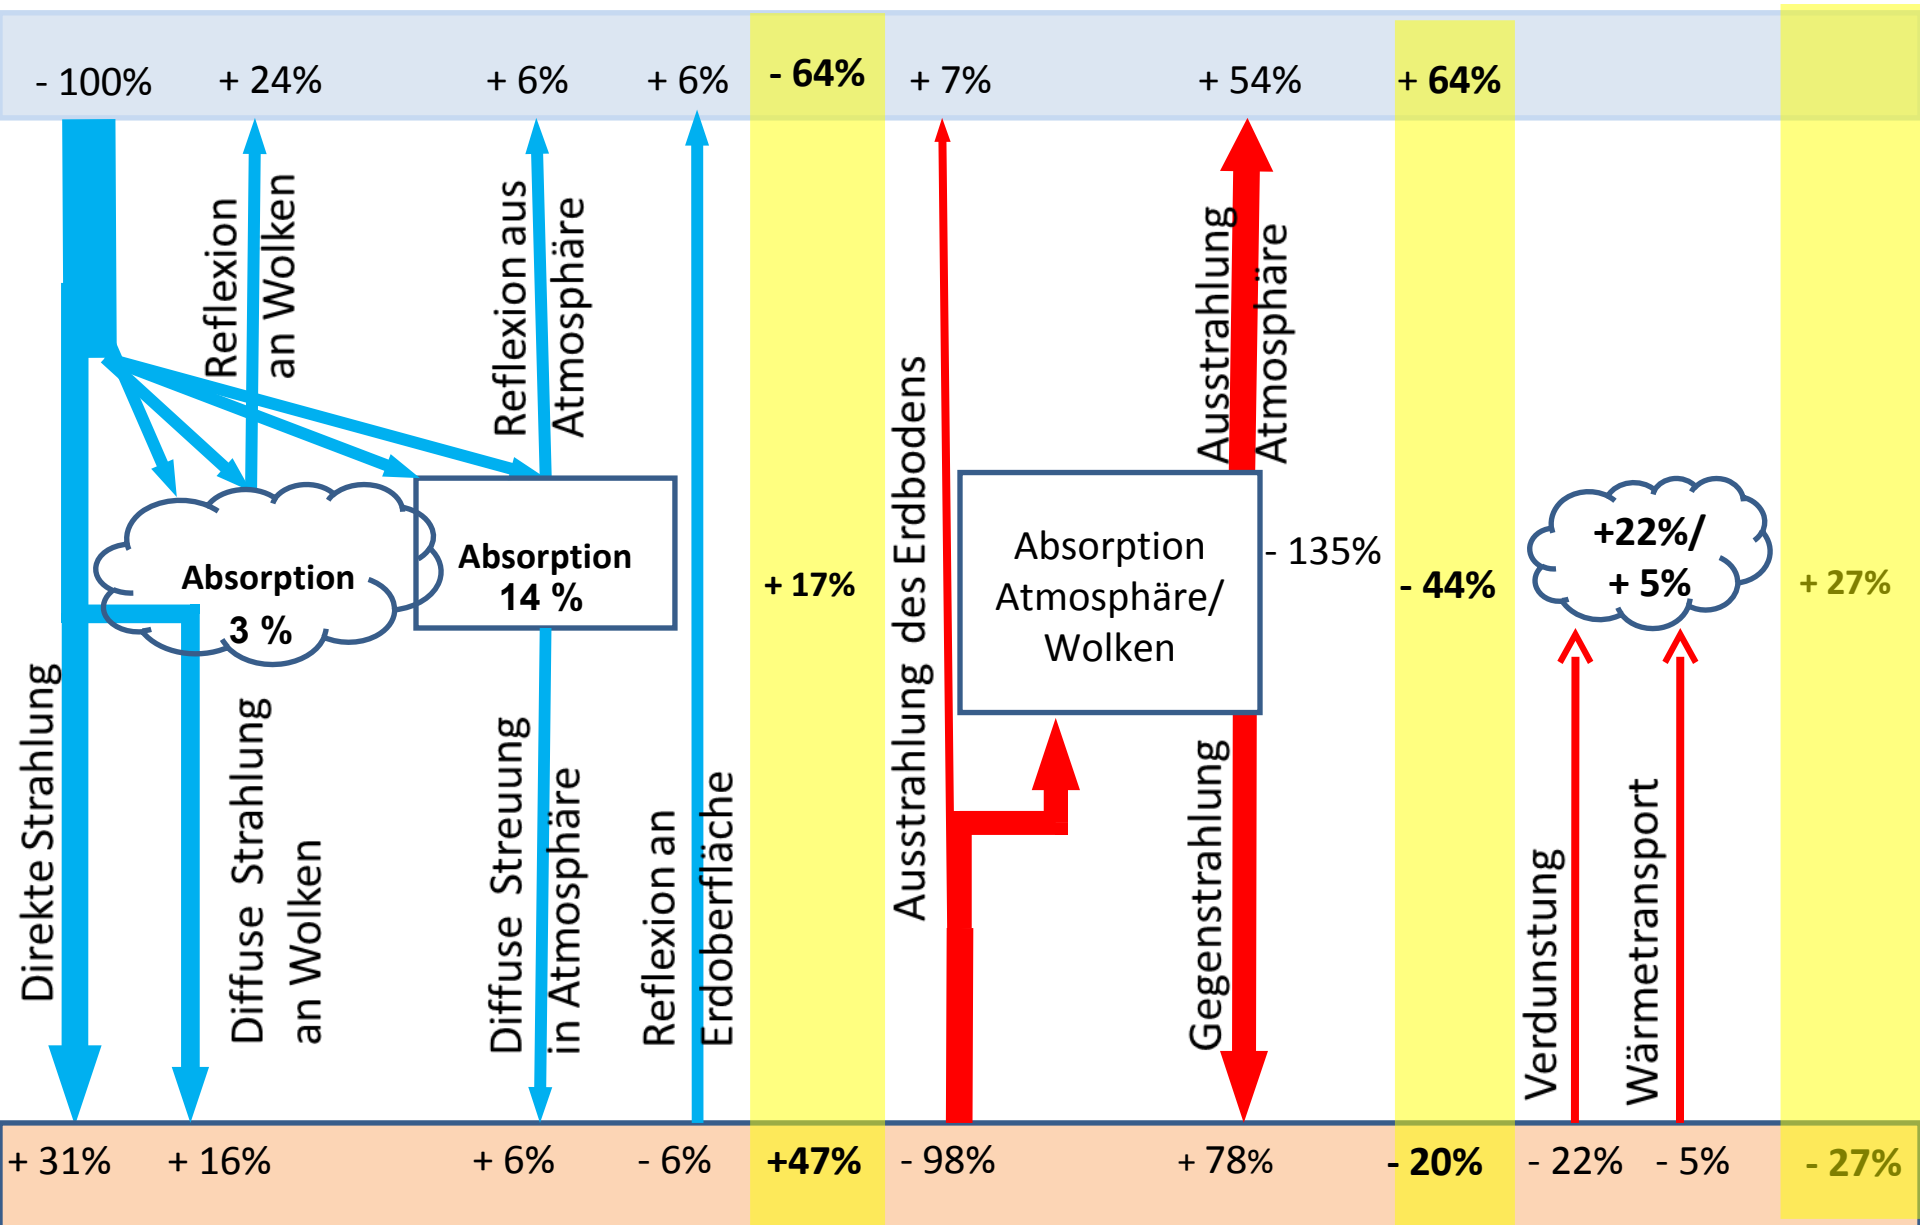 - 100%
+ 24%
+ 6%
+ 6%
- 64%
+ 7%
+ 54%
+ 64%
Reflexion
an Wolken
Reflexion aus
Atmosphäre
Ausstrahlung
Atmosphäre
Absorption
3 %
Absorption
14 %
+ 17%
Ausstrahlung des Erdbodens
Absorption
Atmosphäre/
Wolken
- 135%
- 44%
+22%/
+ 5%
+ 27%
Direkte Strahlung
Diffuse Strahlung
an Wolken
Diffuse Streuung
in Atmosphäre
Reflexion an
Erdoberfläche
Gegenstrahlung
Verdunstung
Wärmetransport
+ 31%
+ 16%
+ 6%
- 6%
+47%
- 98%
+ 78%
- 20%
- 22%
- 5%
- 27%